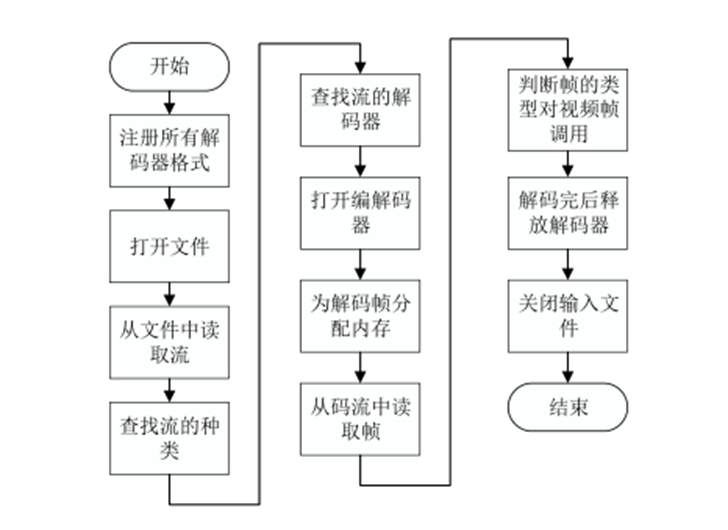 开始
注册所有解
码器格式
打开文件
从文件中读
取流
查找流的种
类
查找流的解
码器
打开编解码
器
为解码帧分
配内存
从码流中读
取帧
判断帧的类
型对视频帧
调用
解码完后释
放解码器
关闭输入文
件
结束